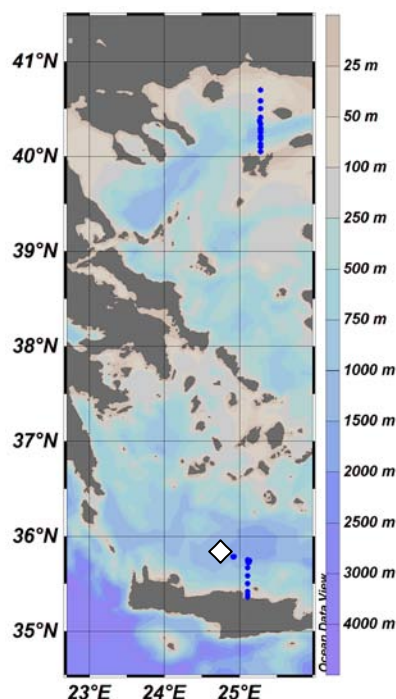 41°N
40°N
39°N
38°N
37°N
36°N
35°N
23°E 24°E 25°E
25 m
50 m
100 m
250 m
500 m
750 m
1000 m
1500 m
2000 m
2500 m
3000 m
4000 m
Ocean Data View